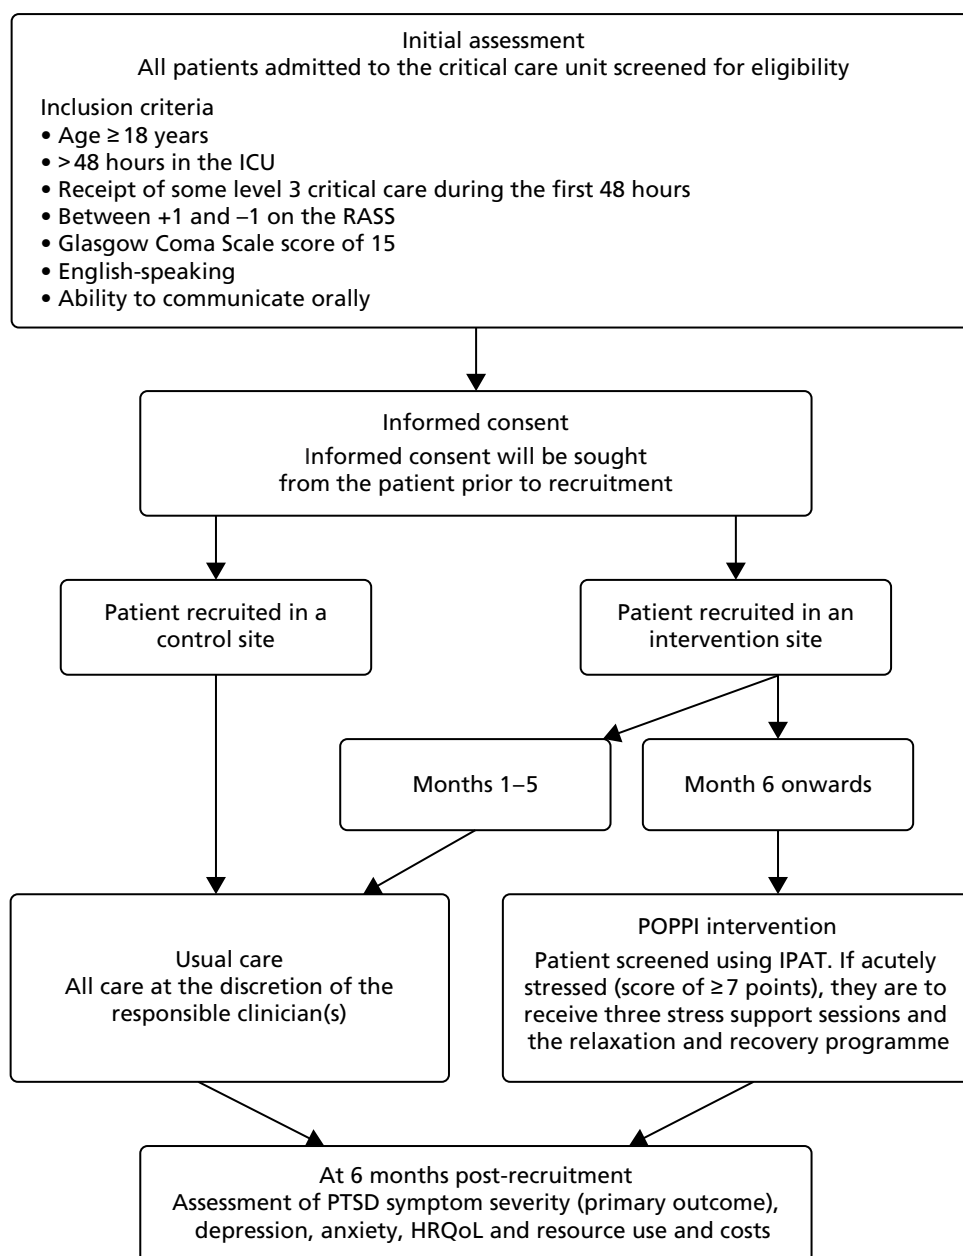 Initial assessment
All patients admitted to the critical care unit screened for eligibility
Inclusion criteria
• Age ≥ 18 years
• > 48 hours in the ICU
• Receipt of some level 3 critical care during the first 48 hours
• Between +1 and –1 on the RASS
• Glasgow Coma Scale score of 15
• English-speaking
• Ability to communicate orally
Informed consent
Informed consent will be sought
from the patient prior to recruitment
Patient recruited in a
control site
Patient recruited in an
intervention site
Months 1–5
Month 6 onwards
Usual care
All care at the discretion of the
responsible clinician(s)
POPPI intervention
Patient screened using IPAT. If acutely
stressed (score of ≥ 7 points), they are to
receive three stress support sessions and
the relaxation and recovery programme
At 6 months post-recruitment
Assessment of PTSD symptom severity (primary outcome),
depression, anxiety, HRQoL and resource use and costs